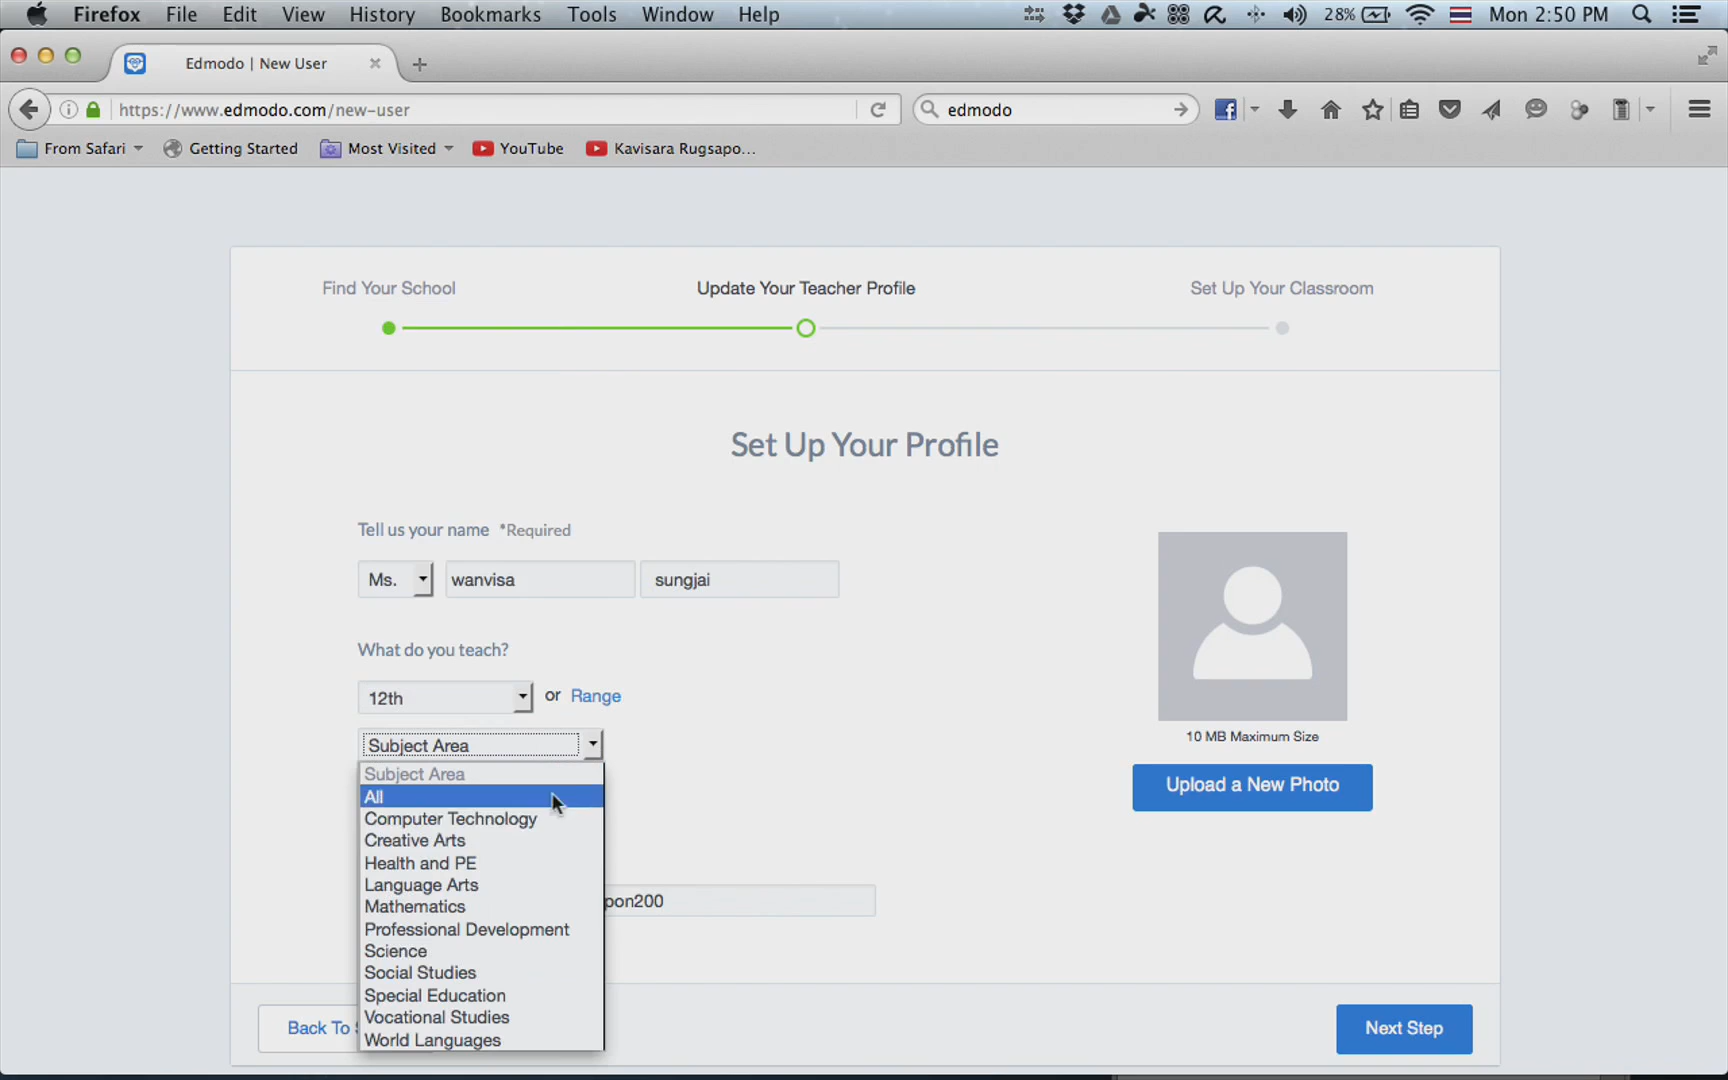 Firefox File Edit View History Bookmarks Tools Window Help 28% Mon 2:50 PM
Edmodo | New User
https://www.edmodo.com/new-user edmodo
From Safari Getting Started Most Visited YouTube Kavisara Rugsapo...
Find Your School Update Your Teacher Profile Set Up Your Classroom
Set Up Your Profile
Tell us your name *Required
Ms. wanvisa sungjai
What do you teach?
12th or Range
Subject Area
10 MB Maximum Size
Upload a New Photo
Subject Area
All
Computer Technology
Creative Arts
Health and PE
Language Arts
Mathematics
Professional Development
Science
Social Studies
Special Education
Vocational Studies
World Languages
pon200
Back To
Next Step